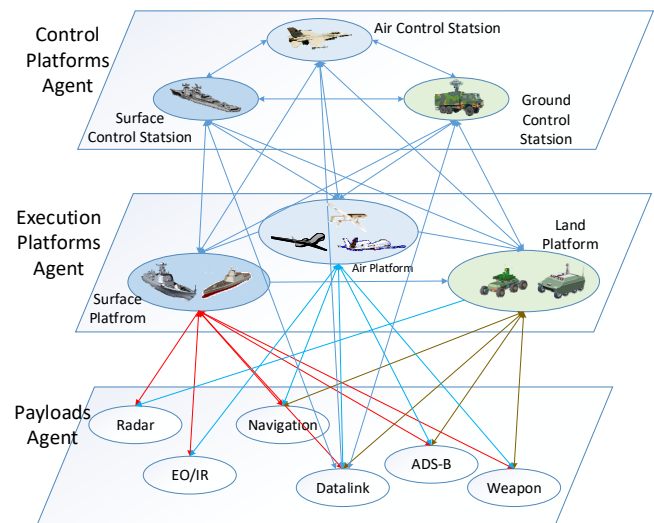 Control
Platforms
Agent
Air Control Statsion
Surface
Control Statsion
Ground
Control
Statsion
Execution
Platforms
Agent
Land
Platform
Air Platform
Surface
Platfrom
Payloads
Agent
Radar
Navigation
EO/IR
Datalink
ADS-B
Weapon